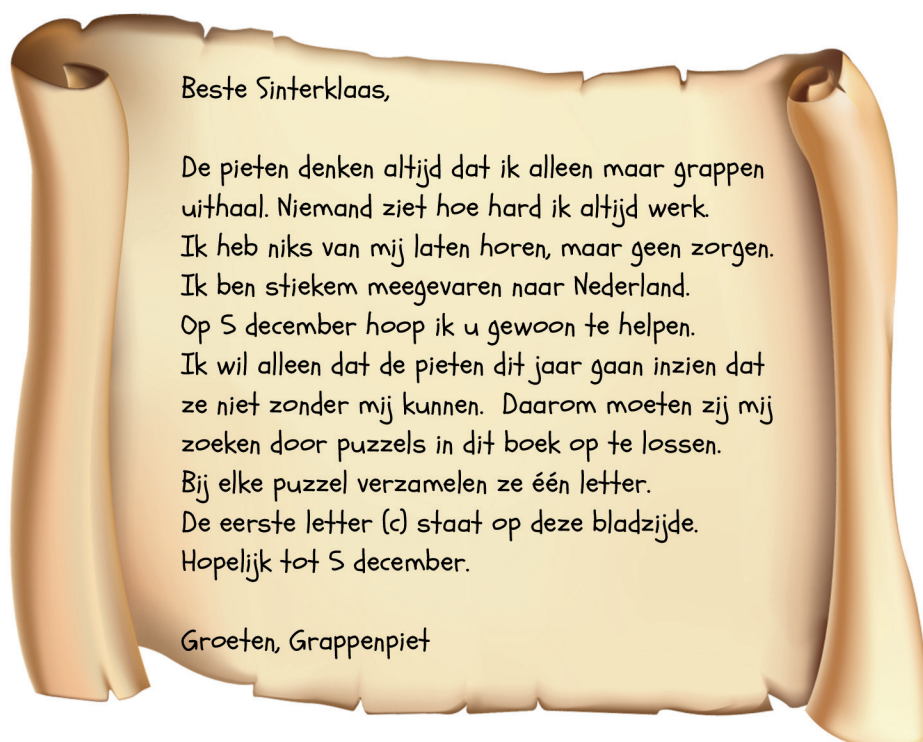 Beste Sinterklaas,
De pieten denken altijd dat ik alleen maar grappen
uithaal. Niemand ziet hoe hard ik altijd werk.
Ik heb niks van mij laten horen, maar geen zorgen.
Ik ben stiekem meegevaren naar Nederland.
Op 5 december hoop ik u gewoon te helpen.
Ik wil alleen dat de pieten dit jaar gaan inzien dat
ze niet zonder mij kunnen.  Daarom moeten zij mij
zoeken door puzzels in dit boek op te lossen.
Bij elke puzzel verzamelen ze één letter.
De eerste letter (c) staat op deze bladzijde.
Hopelijk tot 5 december.
Groeten, Grappenpiet